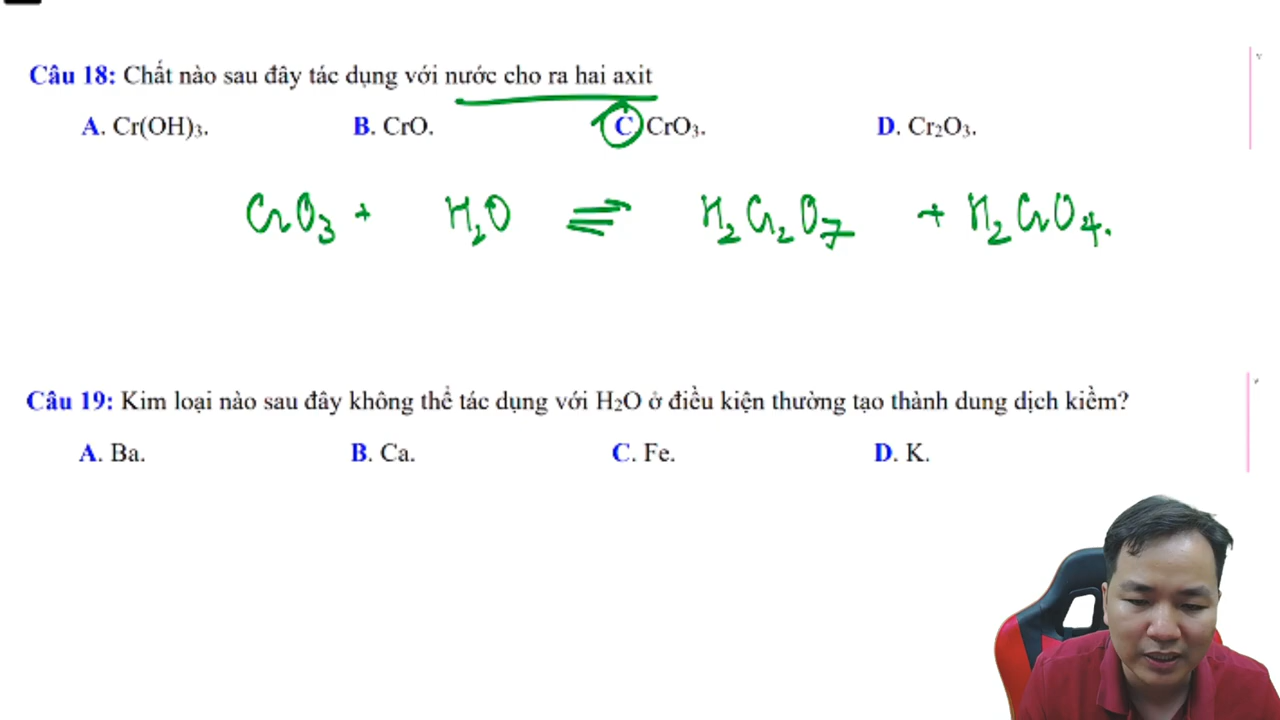 Câu 18: Chất nào sau đây tác dụng với nước cho ra hai axit
A. Cr(OH)₃. B. CrO. C. CrO₃. D. Cr₂O₃.
CrO₃ + H₂O ⇌ H₂Cr₂O₇ + H₂CrO₄.
Câu 19: Kim loại nào sau đây không thể tác dụng với H₂O ở điều kiện thường tạo thành dung dịch kiềm?
A. Ba. B. Ca. C. Fe. D. K.